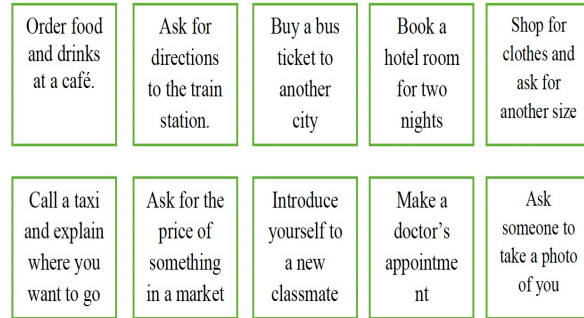 Order food
and drinks
at a café.
Ask for
directions
to the train
station.
Buy a bus
ticket to
another
city
Book a
hotel room
for two
nights
Shop for
clothes and
ask for
another size
Call a taxi
and explain
where you
want to go
Ask for the
price of
something
in a market
Introduce
yourself to
a new
classmate
Make a
doctor’s
appointme
nt
Ask
someone to
take a photo
of you